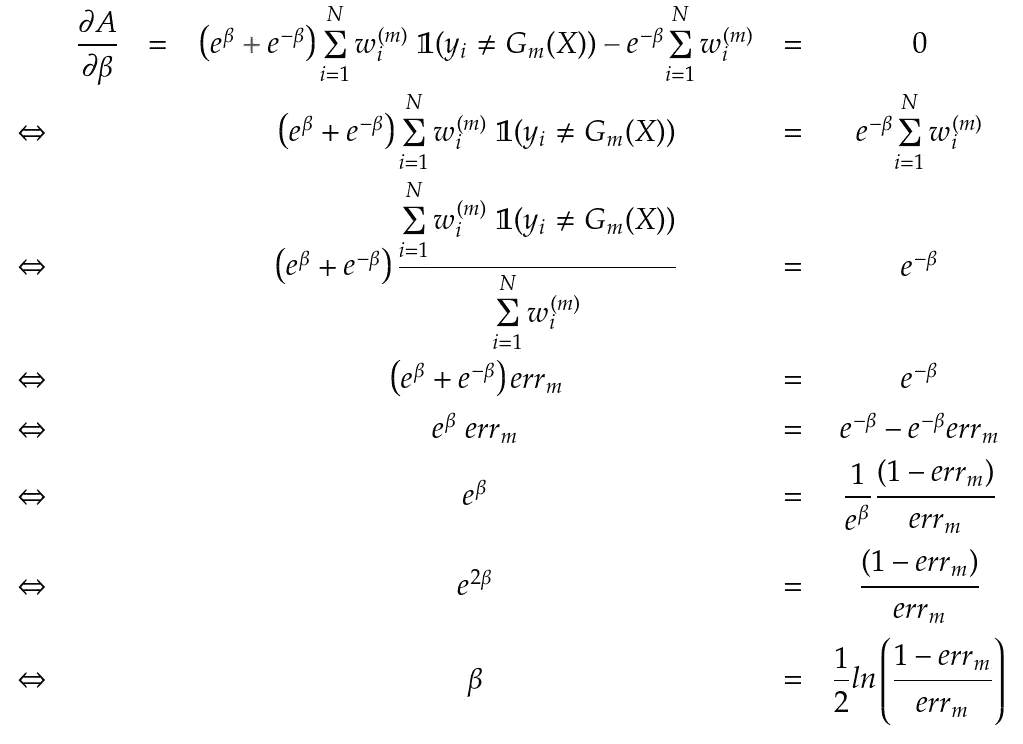 \frac{\partial A}{\partial \beta} = \left(e^{\beta} + e^{-\beta}\right) \sum_{i=1}^{N} w_i^{(m)} \mathbb{1}(y_i \neq G_m(X)) - e^{-\beta} \sum_{i=1}^{N} w_i^{(m)} = 0
\Leftrightarrow \left(e^{\beta} + e^{-\beta}\right) \sum_{i=1}^{N} w_i^{(m)} \mathbb{1}(y_i \neq G_m(X)) = e^{-\beta} \sum_{i=1}^{N} w_i^{(m)}
\Leftrightarrow \left(e^{\beta} + e^{-\beta}\right) \frac{\sum_{i=1}^{N} w_i^{(m)} \mathbb{1}(y_i \neq G_m(X))}{\sum_{i=1}^{N} w_i^{(m)}} = e^{-\beta}
\Leftrightarrow \left(e^{\beta} + e^{-\beta}\right) err_m = e^{-\beta}
\Leftrightarrow e^{\beta} \, err_m = e^{-\beta} - e^{-\beta} err_m
\Leftrightarrow e^{\beta} = \frac{1}{e^{\beta}} \frac{(1 - err_m)}{err_m}
\Leftrightarrow e^{2\beta} = \frac{(1 - err_m)}{err_m}
\Leftrightarrow \beta = \frac{1}{2} ln \left(\frac{1 - err_m}{err_m}\right)